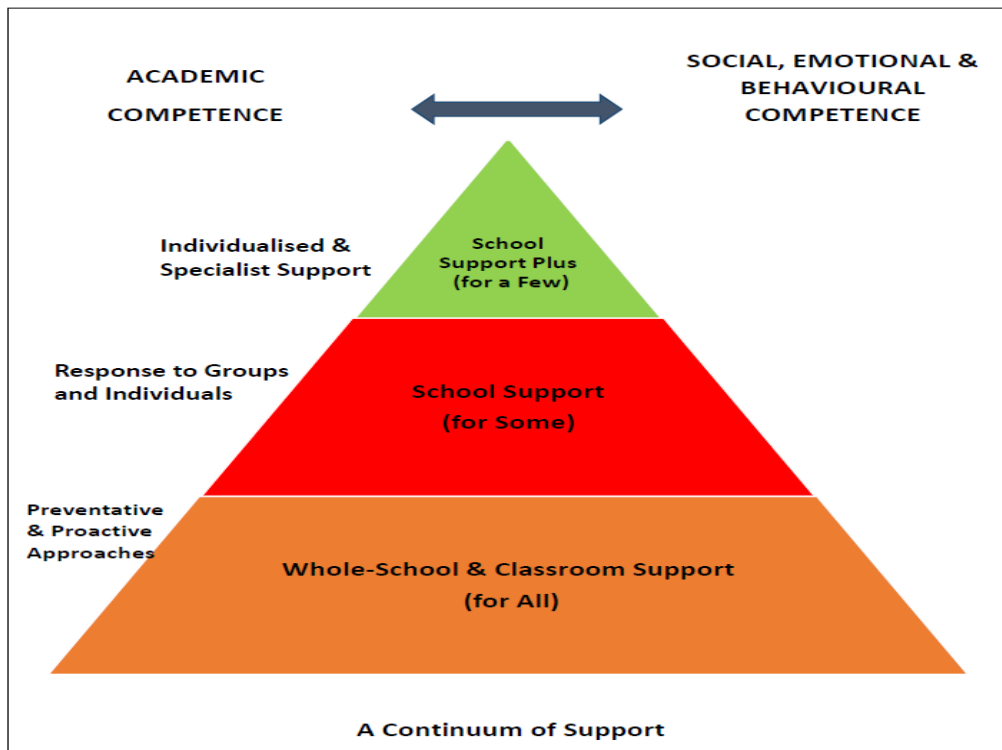 ACADEMIC
COMPETENCE
SOCIAL, EMOTIONAL &
BEHAVIOURAL
COMPETENCE
Individualised &
Specialist Support
School
Support Plus
(for a Few)
Response to Groups
and Individuals
School Support
(for Some)
Preventative
& Proactive
Approaches
Whole-School & Classroom Support
(for All)
A Continuum of Support